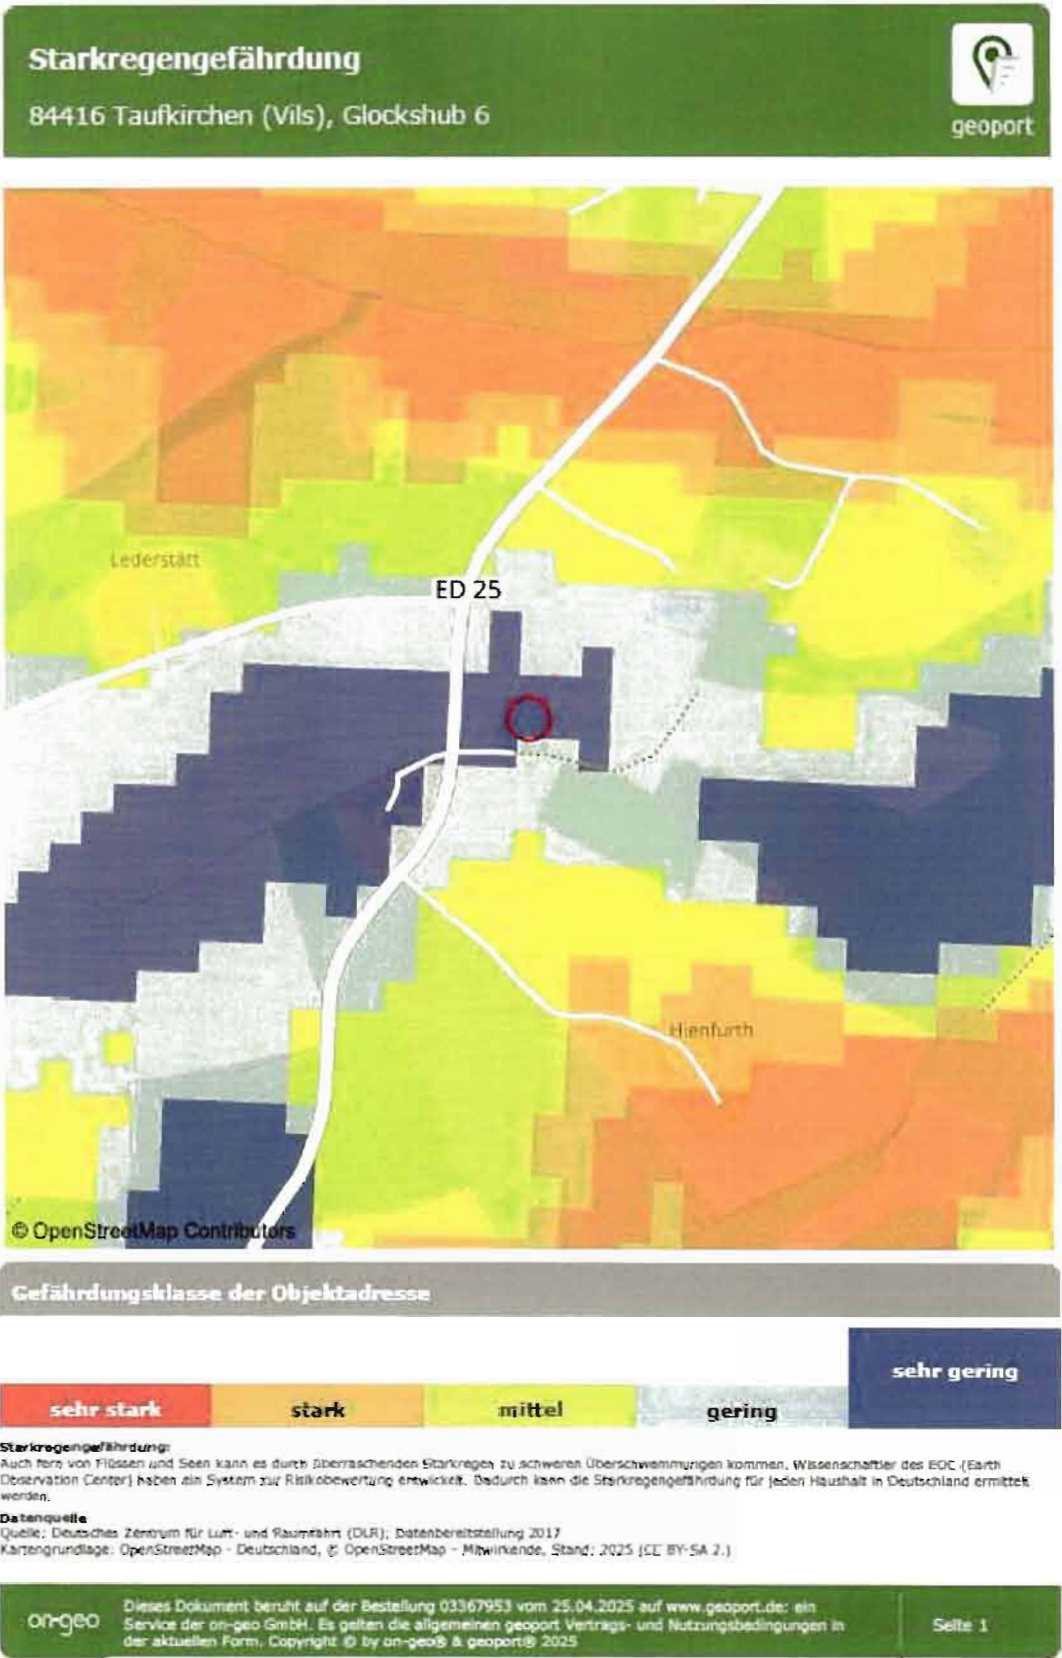 Starkregengefährdung
84416 Taufkirchen (Vils), Glockshub 6
geoport
Lederstätt
ED 25
Hienfurth
© OpenStreetMap Contributors
Gefährdungsklasse der Objektadresse
sehr gering
sehr stark
stark
mittel
gering
Starkregengefährdung:
Auch fern von Flüssen und Seen kann es durch überraschenden Starkregen zu schweren Überschwemmungen kommen. Wissenschaftler des EOC (Earth
Observation Center) haben ein System zur Risikobewertung entwickelt. Dadurch kann die Starkregengefährdung für jeden Haushalt in Deutschland ermittelt
werden.
Datenquelle
Quelle: Deutsches Zentrum für Luft- und Raumfahrt (DLR); Datenbereitstellung 2017
Kartengrundlage: OpenStreetMap - Deutschland, © OpenStreetMap - Mitwirkende, Stand: 2025 (CC BY-SA 2.)
on-geo
Dieses Dokument beruht auf der Bestellung 03367953 vom 25.04.2025 auf www.geoport.de: ein
Service der on-geo GmbH. Es gelten die allgemeinen geoport Vertrags- und Nutzungsbedingungen in
der aktuellen Form. Copyright © by on-geo® & geoport® 2025
Seite 1